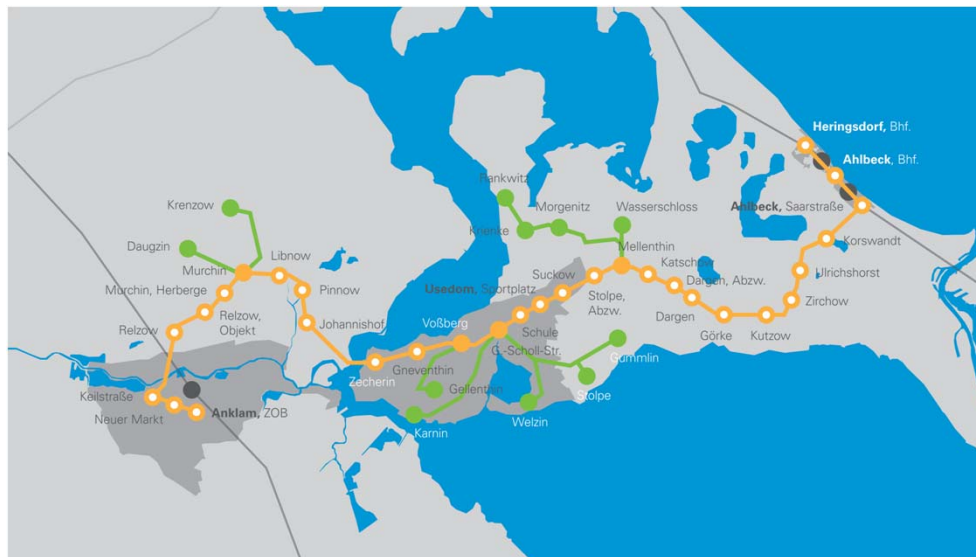 Heringsdorf, Bhf.
Ahlbeck, Bhf.
Rankwitz
Krenzow
Morgenitz
Wasserschloss
Ahlbeck, Saarstraße
Krienke
Daugzin
Mellenthin
Korswandt
Libnow
Murchin
Katschow
Suckow
Ulrichshorst
Murchin, Herberge
Pinnow
Usedom, Sportplatz
Dargen, Abzw.
Stolpe,
Abzw.
Zirchow
Relzow,
Objekt
Johannishof
Voßberg
Dargen
Relzow
Schule
Görke
Kutzow
G.-Scholl-Str.
Gummlin
Gneventhin
Zecherin
Gellenthin
Stolpe
Keilstraße
Neuer Markt
Anklam, ZOB
Karnin
Welzin